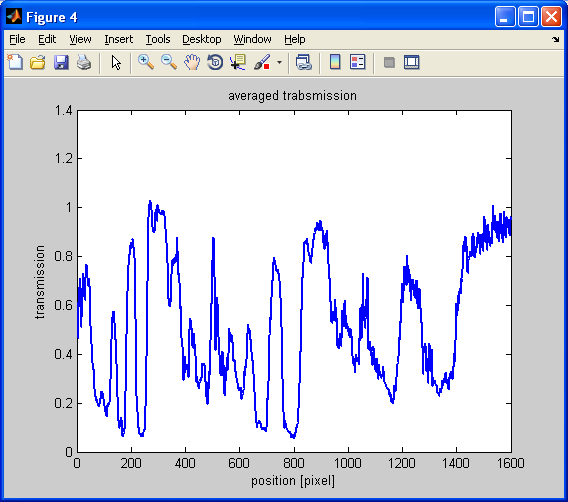 Figure 4
File Edit View Insert Tools Desktop Window Help
averaged trabsmission
1.4
1.2
1
0.8
0.6
0.4
0.2
0
transmission
0 200 400 600 800 1000 1200 1400 1600
position [pixel]